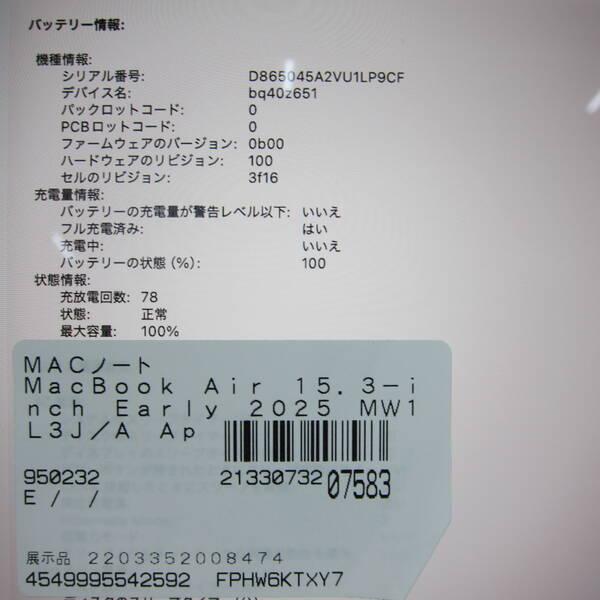 バッテリー情報:
機種情報:
シリアル番号: D865045A2VU1LP9CF
デバイス名: bq40z651
パックロットコード: 0
PCBロットコード: 0
ファームウェアのバージョン: 0b00
ハードウェアのリビジョン: 100
セルのリビジョン: 3f16
充電量情報:
バッテリーの充電量が警告レベル以下: いいえ
フル充電済み: はい
充電中: いいえ
バッテリーの状態 (%): 100
状態情報:
充放電回数: 78
状態: 正常
最大容量: 100%
MACノート
MacBook Air 15.3-i
nch Early 2025 MW1
L3J/A Ap
950232 21330732 07583
E / /
展示品 2203352008474
4549995542592 FPHW6KTXY7